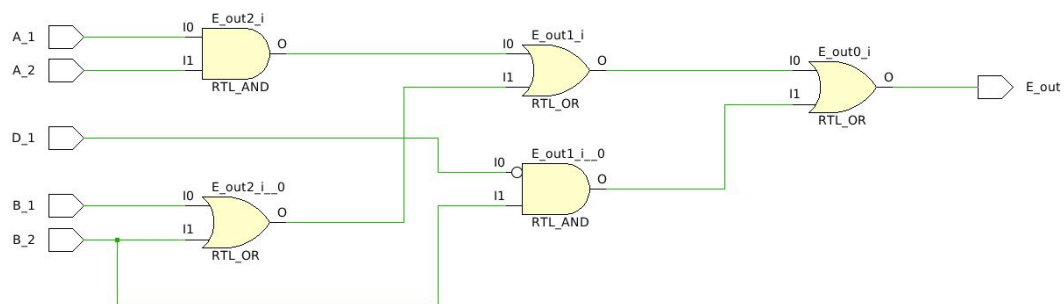 E_out2_i
A_1
I0
O
A_2
I1
RTL_AND
E_out1_i
I0
O
I1
RTL_OR
E_out0_i
I0
O
E_out
I1
RTL_OR
D_1
E_out1_i__0
I0
O
I1
RTL_AND
E_out2_i__0
B_1
I0
O
B_2
I1
RTL_OR